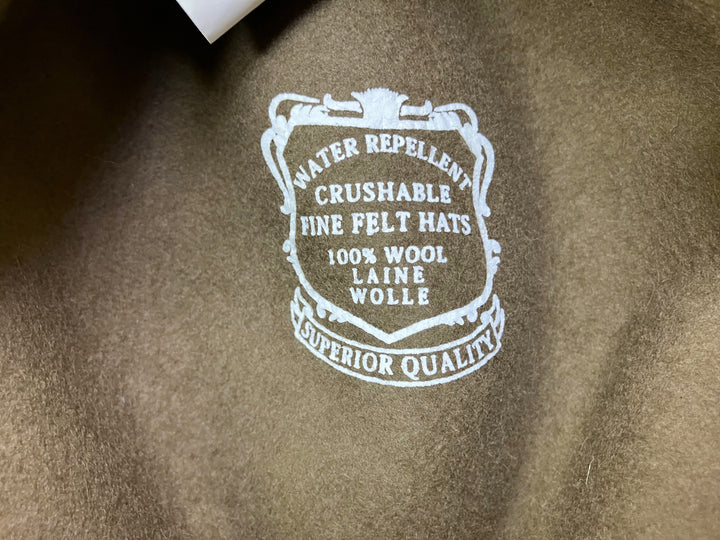 WATER REPELLENT
CRUSHABLE
FINE FELT HATS
100% WOOL
LAINE
WOLLE
SUPERIOR QUALITY